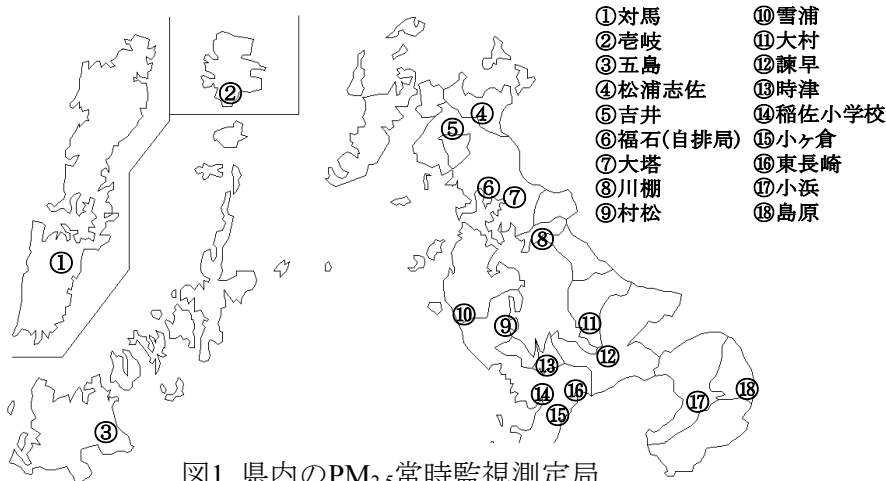 ①対馬
②壱岐
③五島
④松浦志佐
⑤吉井
⑥福石(自排局)
⑦大塔
⑧川棚
⑨村松
⑩雪浦
⑪大村
⑫諫早
⑬時津
⑭稲佐小学校
⑮小ヶ倉
⑯東長崎
⑰小浜
⑱島原
②
④
⑤
⑥
⑦
⑧
①
⑩
⑨
⑪
⑫
⑬
⑭
⑯
⑮
⑰
⑱
③
図1 県内のPM2.5常時監視測定局